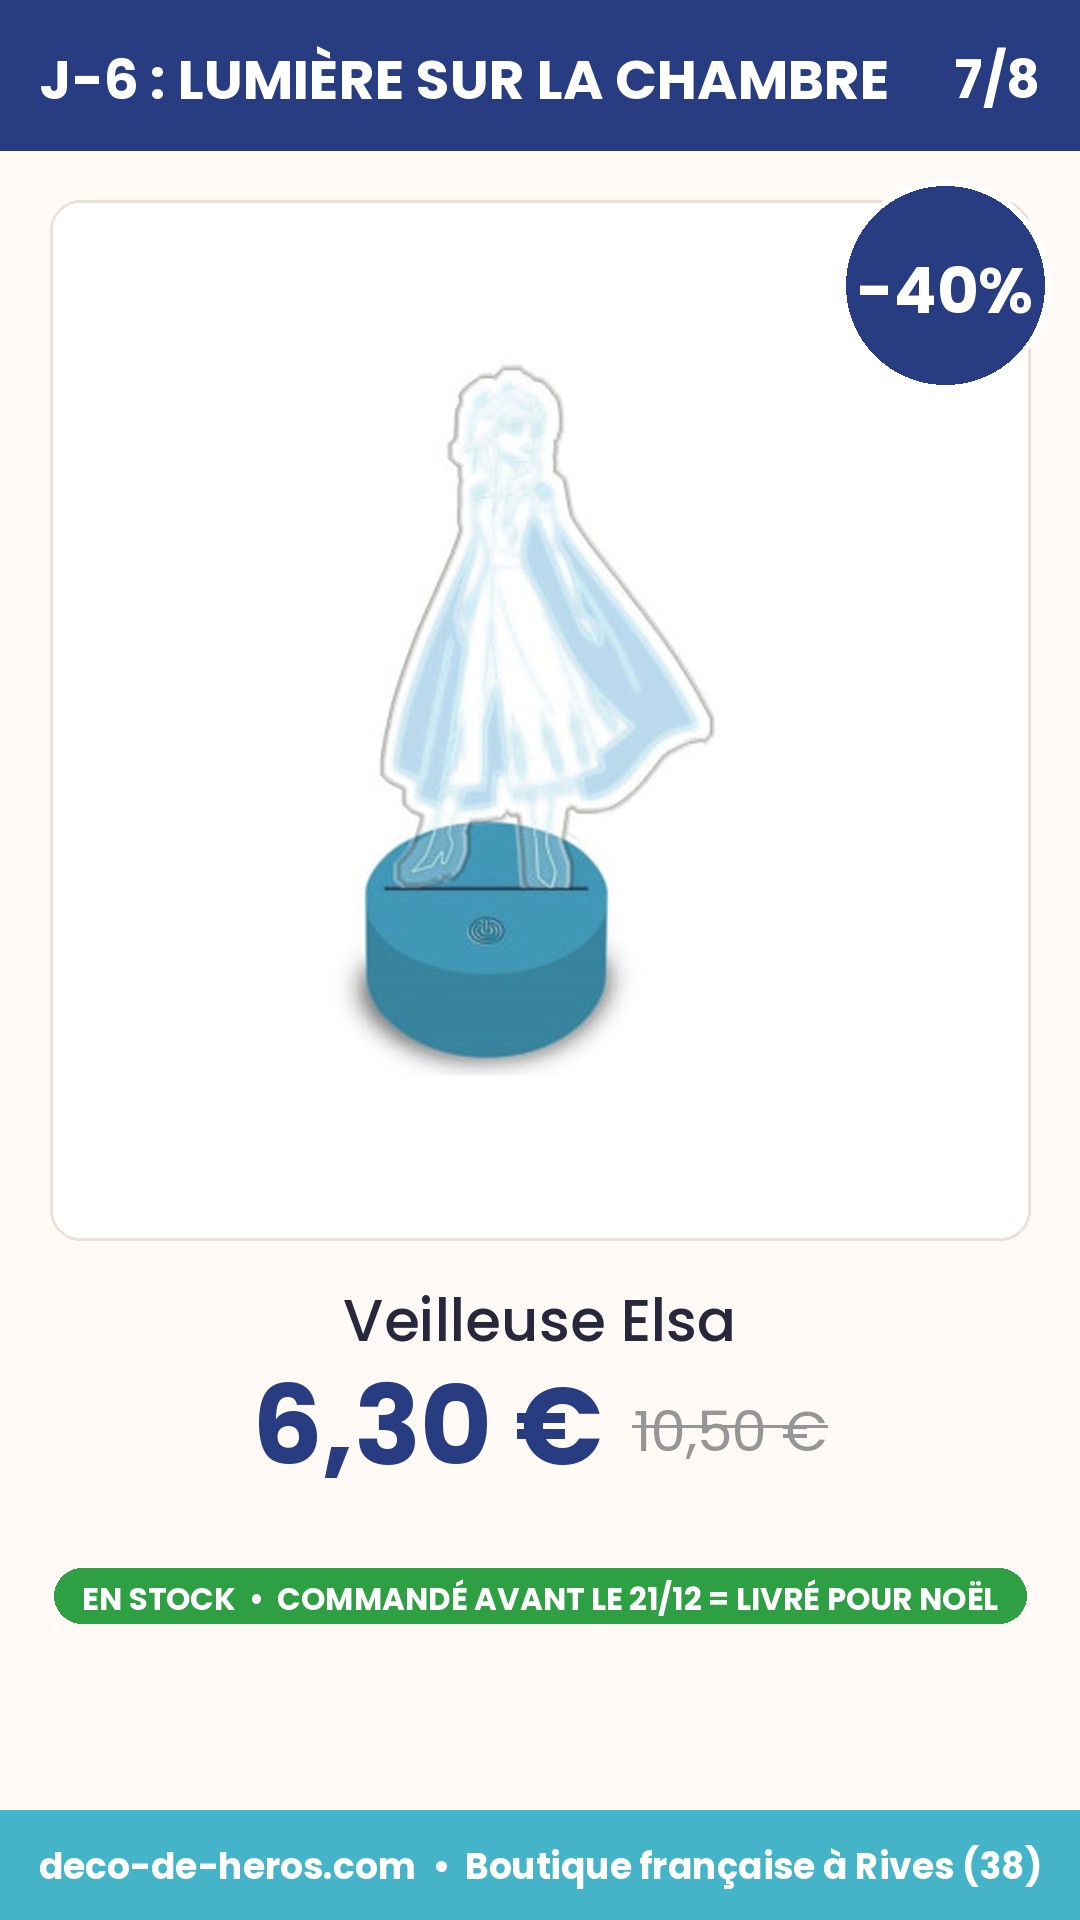 J-6 : LUMIÈRE SUR LA CHAMBRE 7/8
-40%
Veilleuse Elsa
6,30 € 10,50 €
EN STOCK • COMMANDÉ AVANT LE 21/12 = LIVRÉ POUR NOËL
deco-de-heros.com • Boutique française à Rives (38)